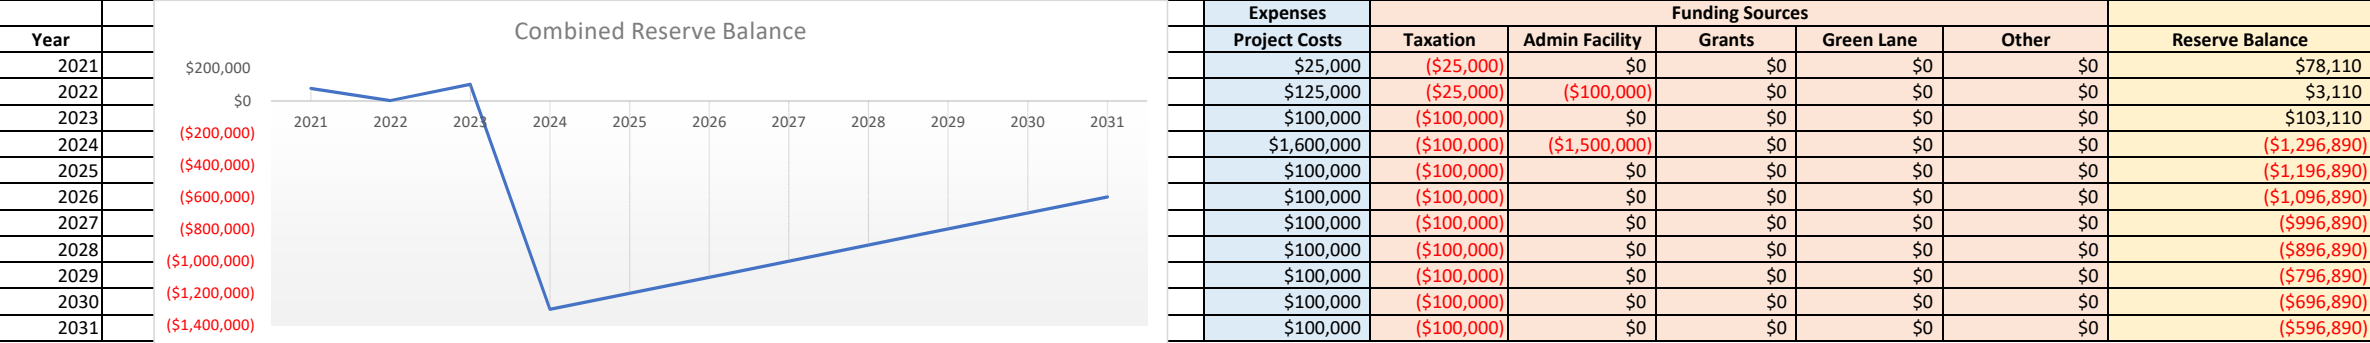 Expenses Funding Sources
Year Project Costs Taxation Admin Facility Grants Green Lane Other Reserve Balance
2021 $25,000 ($25,000) $0 $0 $0 $0 $78,110
2022 $125,000 ($25,000) ($100,000) $0 $0 $0 $3,110
2023 $100,000 ($100,000) $0 $0 $0 $0 $103,110
2024 $1,600,000 ($100,000) ($1,500,000) $0 $0 $0 ($1,296,890)
2025 $100,000 ($100,000) $0 $0 $0 $0 ($1,196,890)
2026 $100,000 ($100,000) $0 $0 $0 $0 ($1,096,890)
2027 $100,000 ($100,000) $0 $0 $0 $0 ($996,890)
2028 $100,000 ($100,000) $0 $0 $0 $0 ($896,890)
2029 $100,000 ($100,000) $0 $0 $0 $0 ($796,890)
2030 $100,000 ($100,000) $0 $0 $0 $0 ($696,890)
2031 $100,000 ($100,000) $0 $0 $0 $0 ($596,890)
Combined Reserve Balance
$200,000
$0
2021 2022 2023 2024 2025 2026 2027 2028 2029 2030 2031
($200,000)
($400,000)
($600,000)
($800,000)
($1,000,000)
($1,200,000)
($1,400,000)